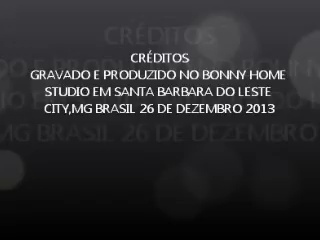 CRÉDITOS
GRAVADO E PRODUZIDO NO BONNY HOME
STUDIO EM SANTA BARBARA DO LESTE
CITY,MG BRASIL 26 DE DEZEMBRO 2013